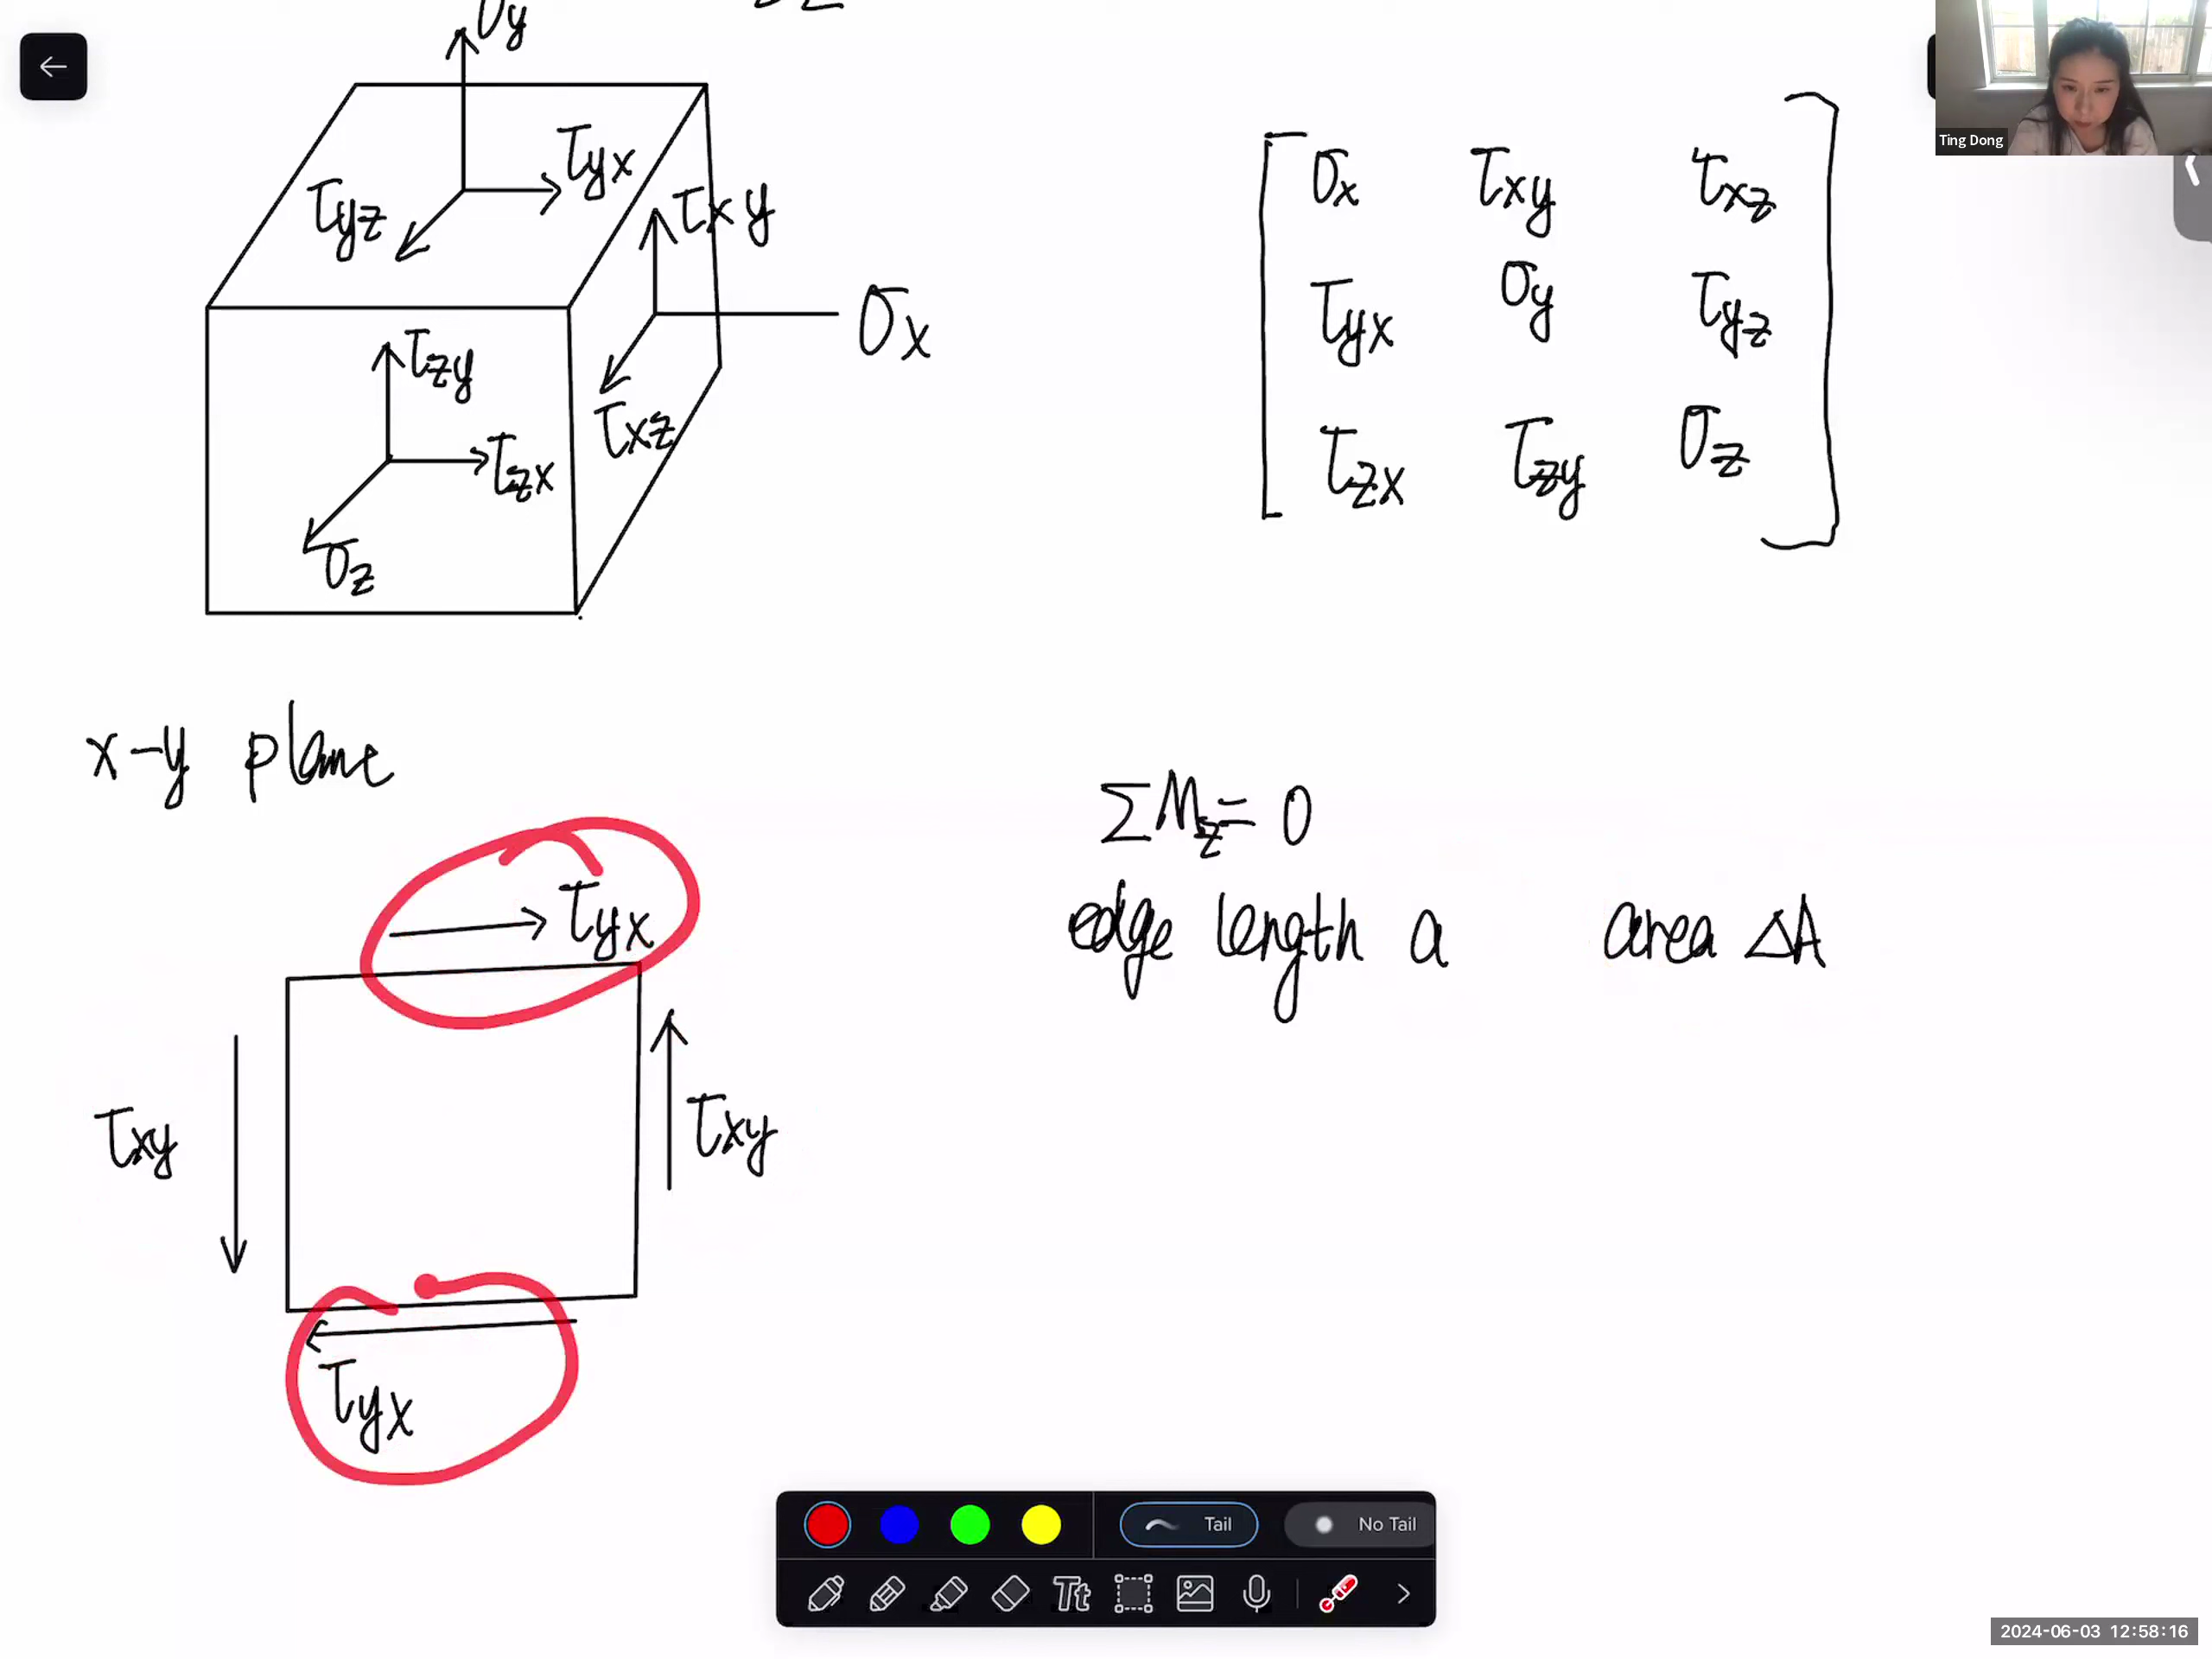 σy
τyx
τyz
τxy
σx
τzy
τxz
τzx
σz
σx τxy τxz
τyx σy τyz
τzx τzy σz
Ting Dong
x-y plane
ΣMz = 0
edge length a area ΔA
τyx
τxy
τxy
τyx
Tail No Tail
Tt
2024-06-03 12:58:16